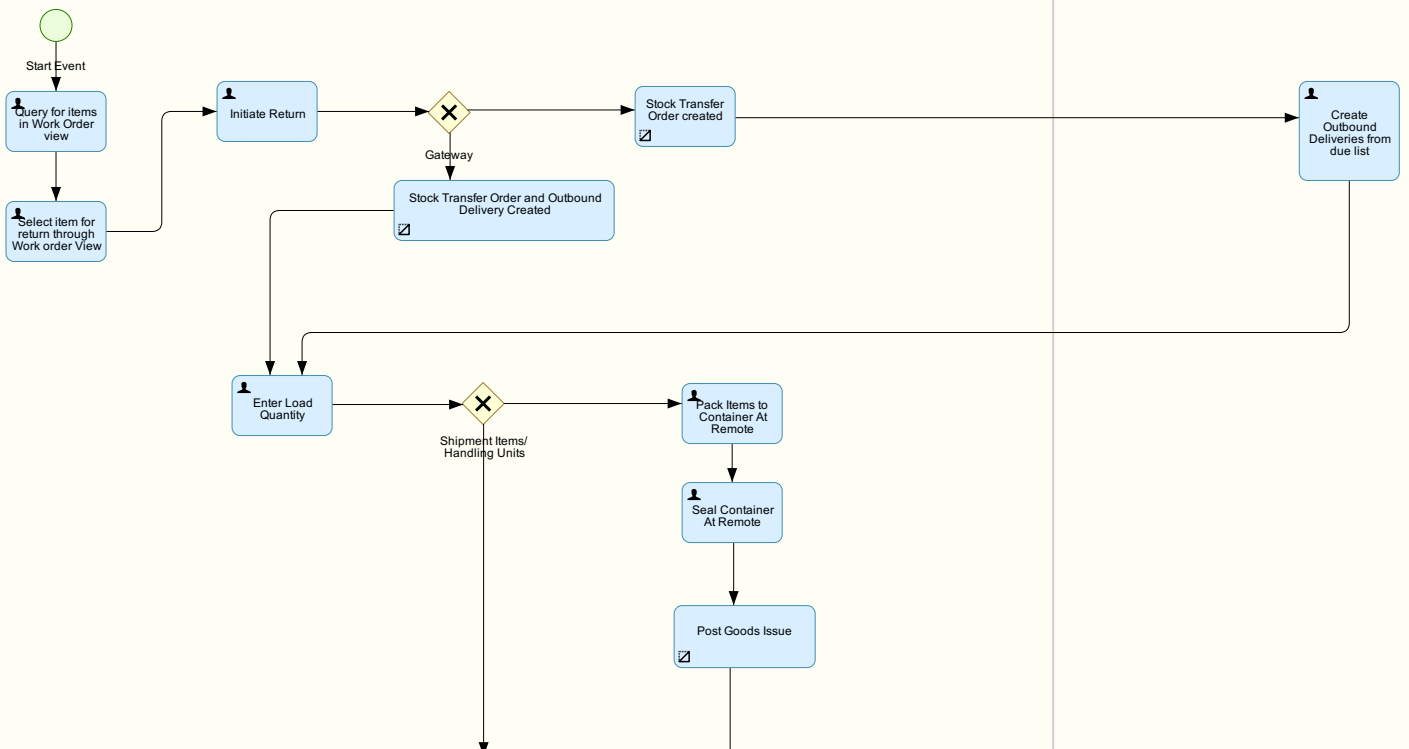 Start Event
Query for items
in Work Order
view
Select item for
return through
Work order View
Initiate Return
Gateway
Stock Transfer
Order created
Create
Outbound
Deliveries from
due list
Stock Transfer Order and Outbound
Delivery Created
Enter Load
Quantity
Shipment Items/
Handling Units
Pack Items to
Container At
Remote
Seal Container
At Remote
Post Goods Issue